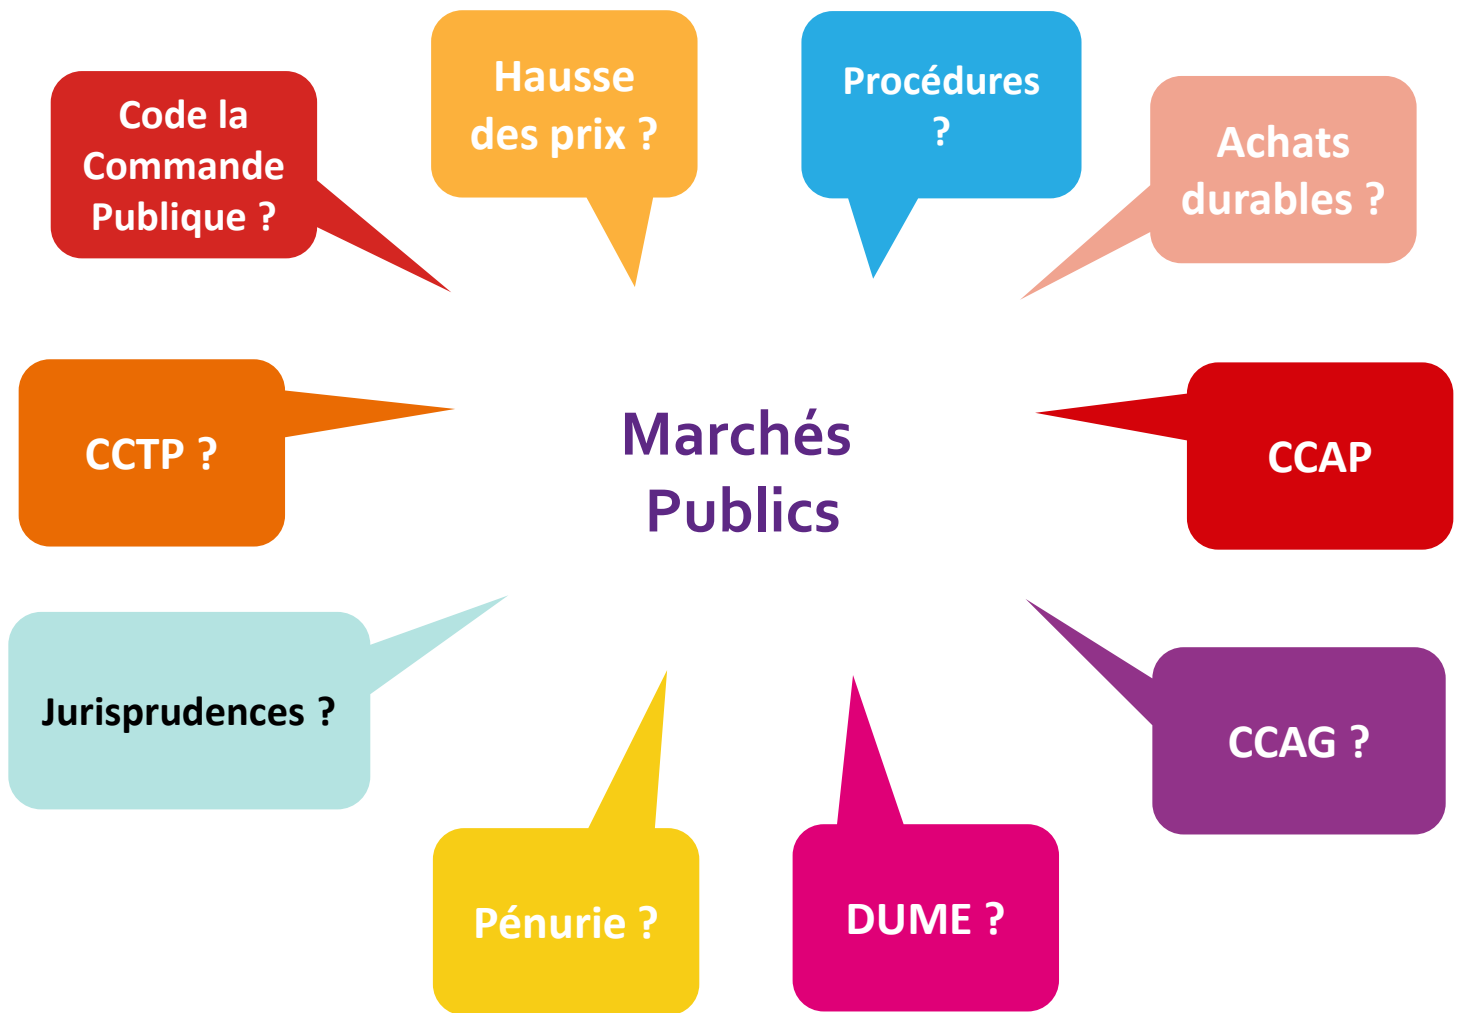 Hausse
des prix ?
Procédures
?
Code la
Commande
Publique ?
Achats
durables ?
CCTP ?
Marchés
Publics
CCAP
Jurisprudences ?
CCAG ?
Pénurie ?
DUME ?